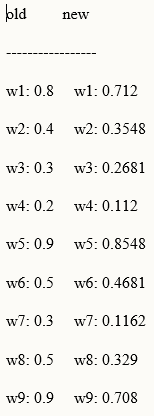 old new
-----------------
w1: 0.8 w1: 0.712
w2: 0.4 w2: 0.3548
w3: 0.3 w3: 0.2681
w4: 0.2 w4: 0.112
w5: 0.9 w5: 0.8548
w6: 0.5 w6: 0.4681
w7: 0.3 w7: 0.1162
w8: 0.5 w8: 0.329
w9: 0.9 w9: 0.708